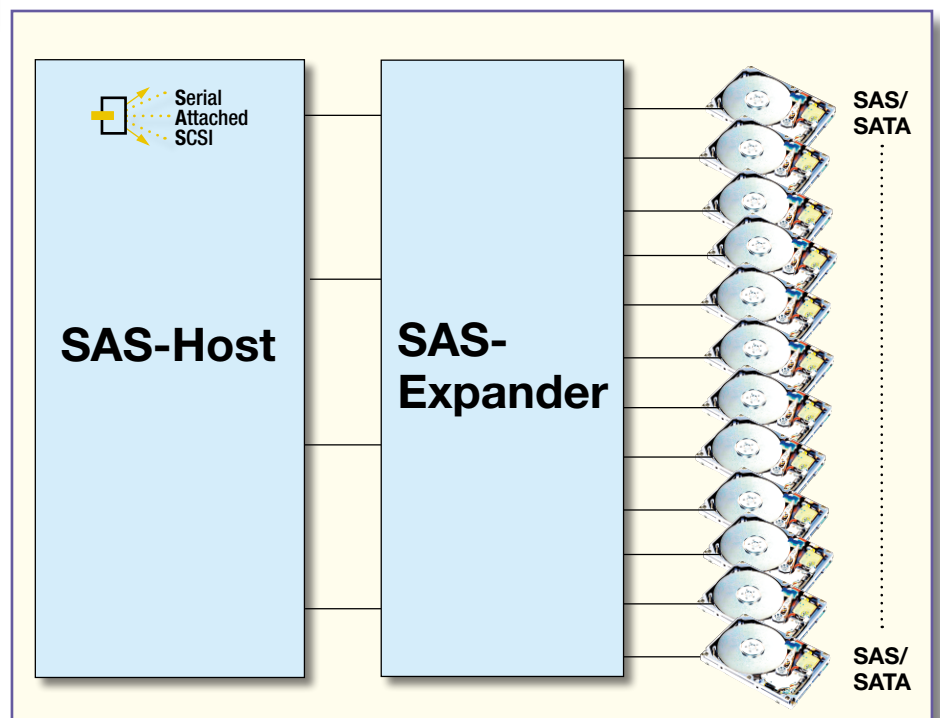 Serial
Attached
SCSI
SAS-Host
SAS-
Expander
SAS/
SATA
SAS/
SATA